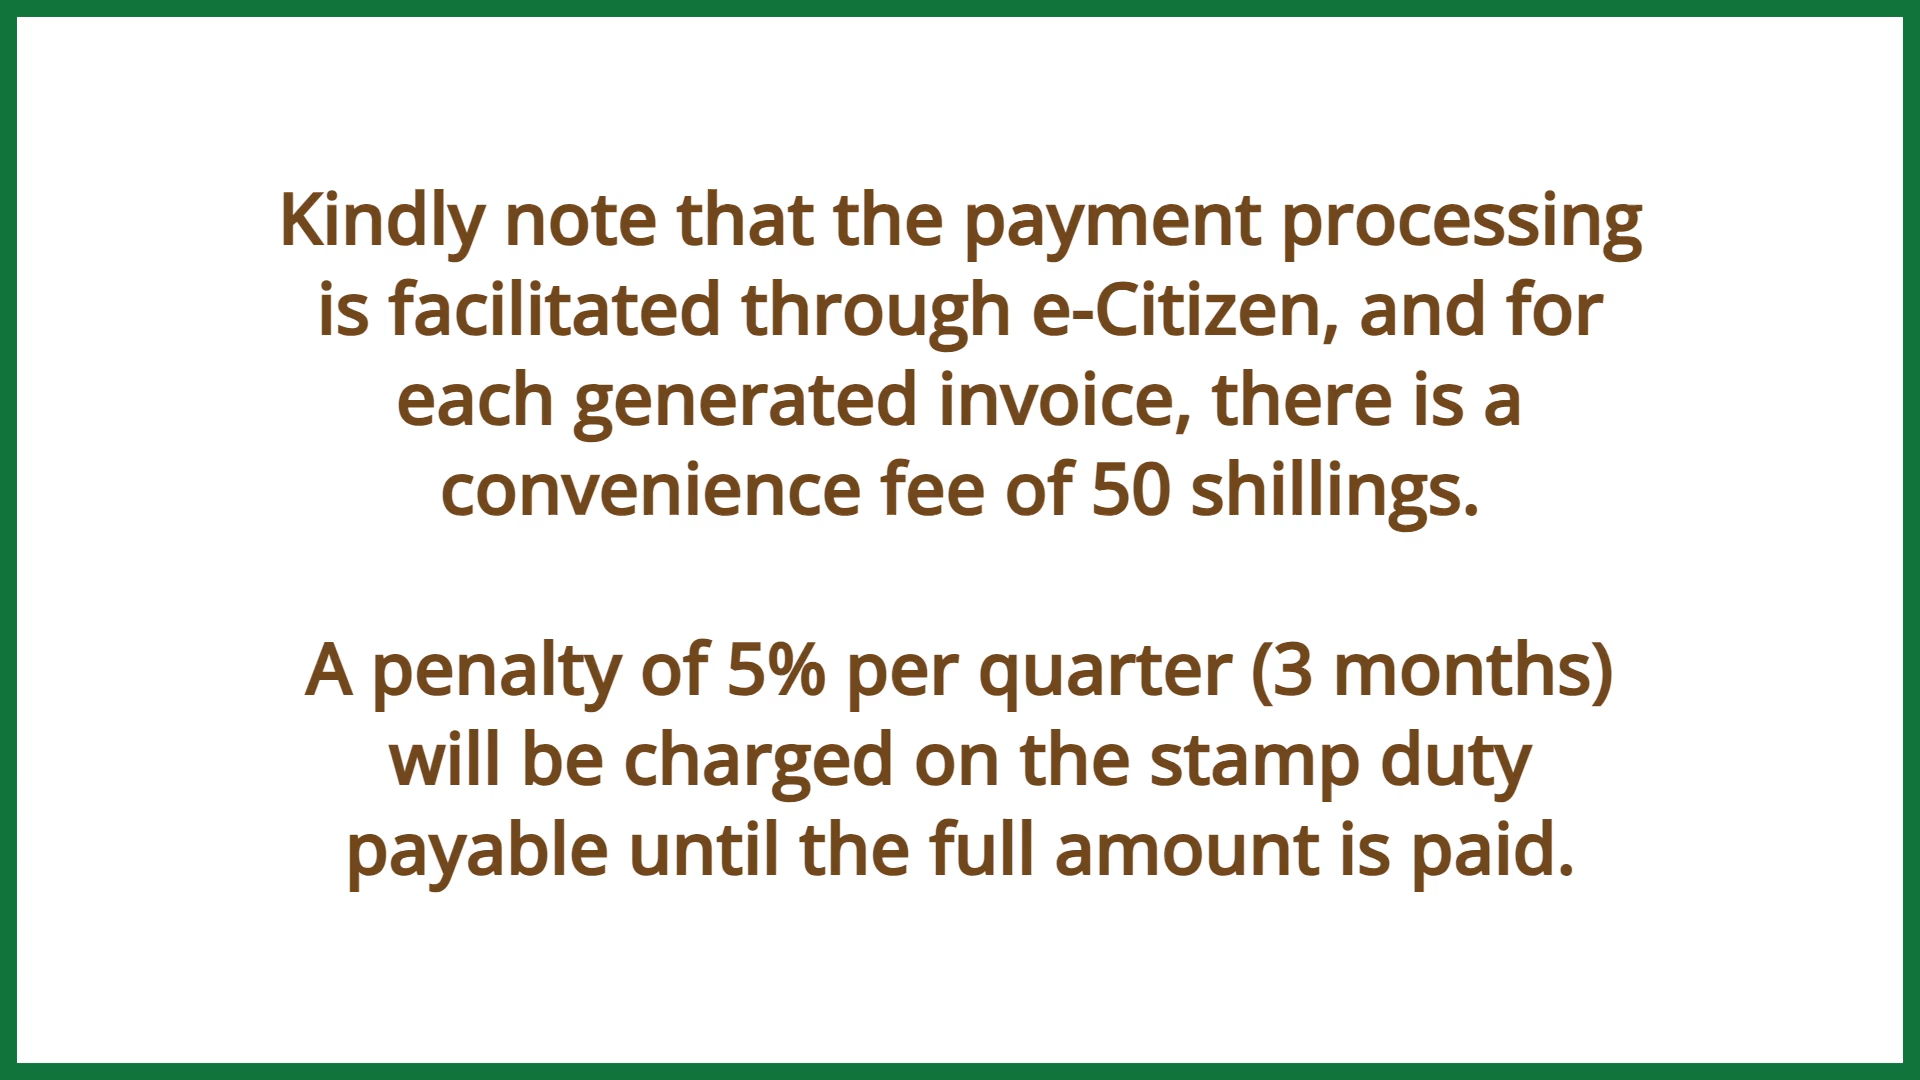 Kindly note that the payment processing
is facilitated through e-Citizen, and for
each generated invoice, there is a
convenience fee of 50 shillings.
A penalty of 5% per quarter (3 months)
will be charged on the stamp duty
payable until the full amount is paid.